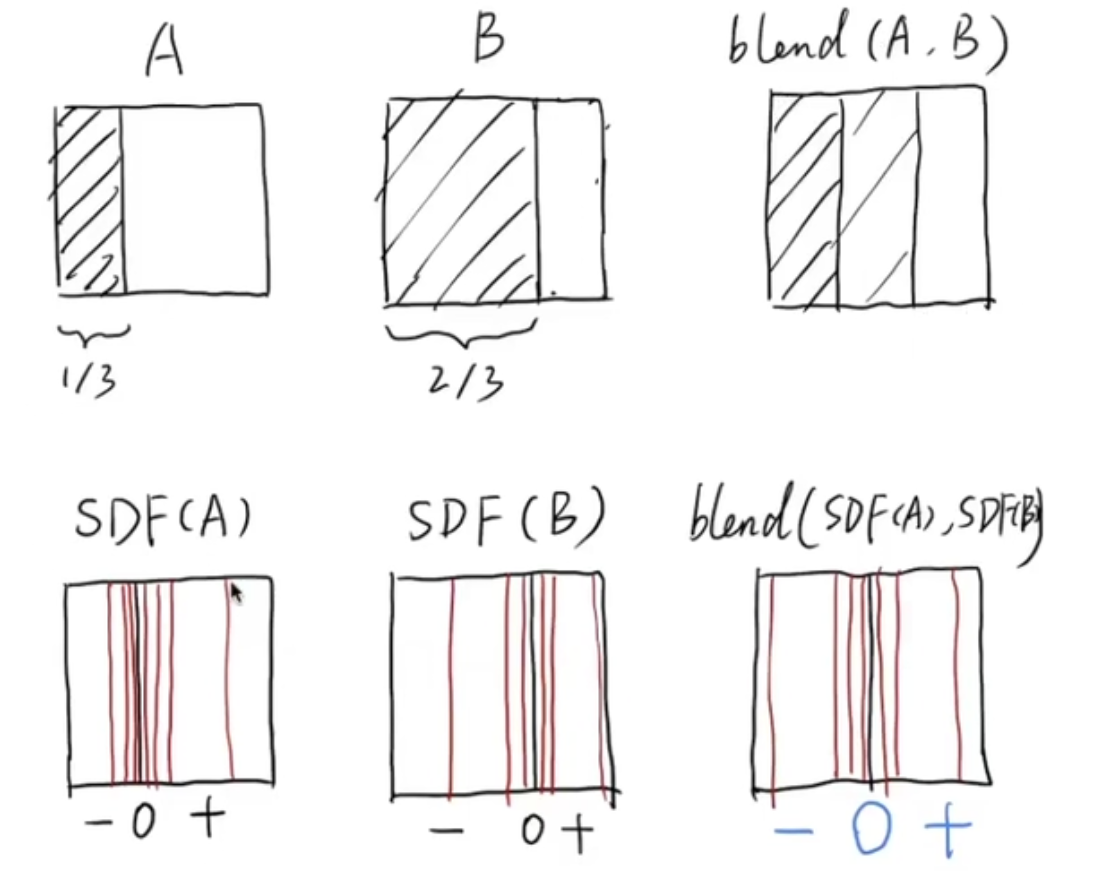 A B blend (A, B)
1/3 2/3
SDF(A) SDF(B) blend(SDF(A), SDF(B))
- 0 + - 0 + - 0 +